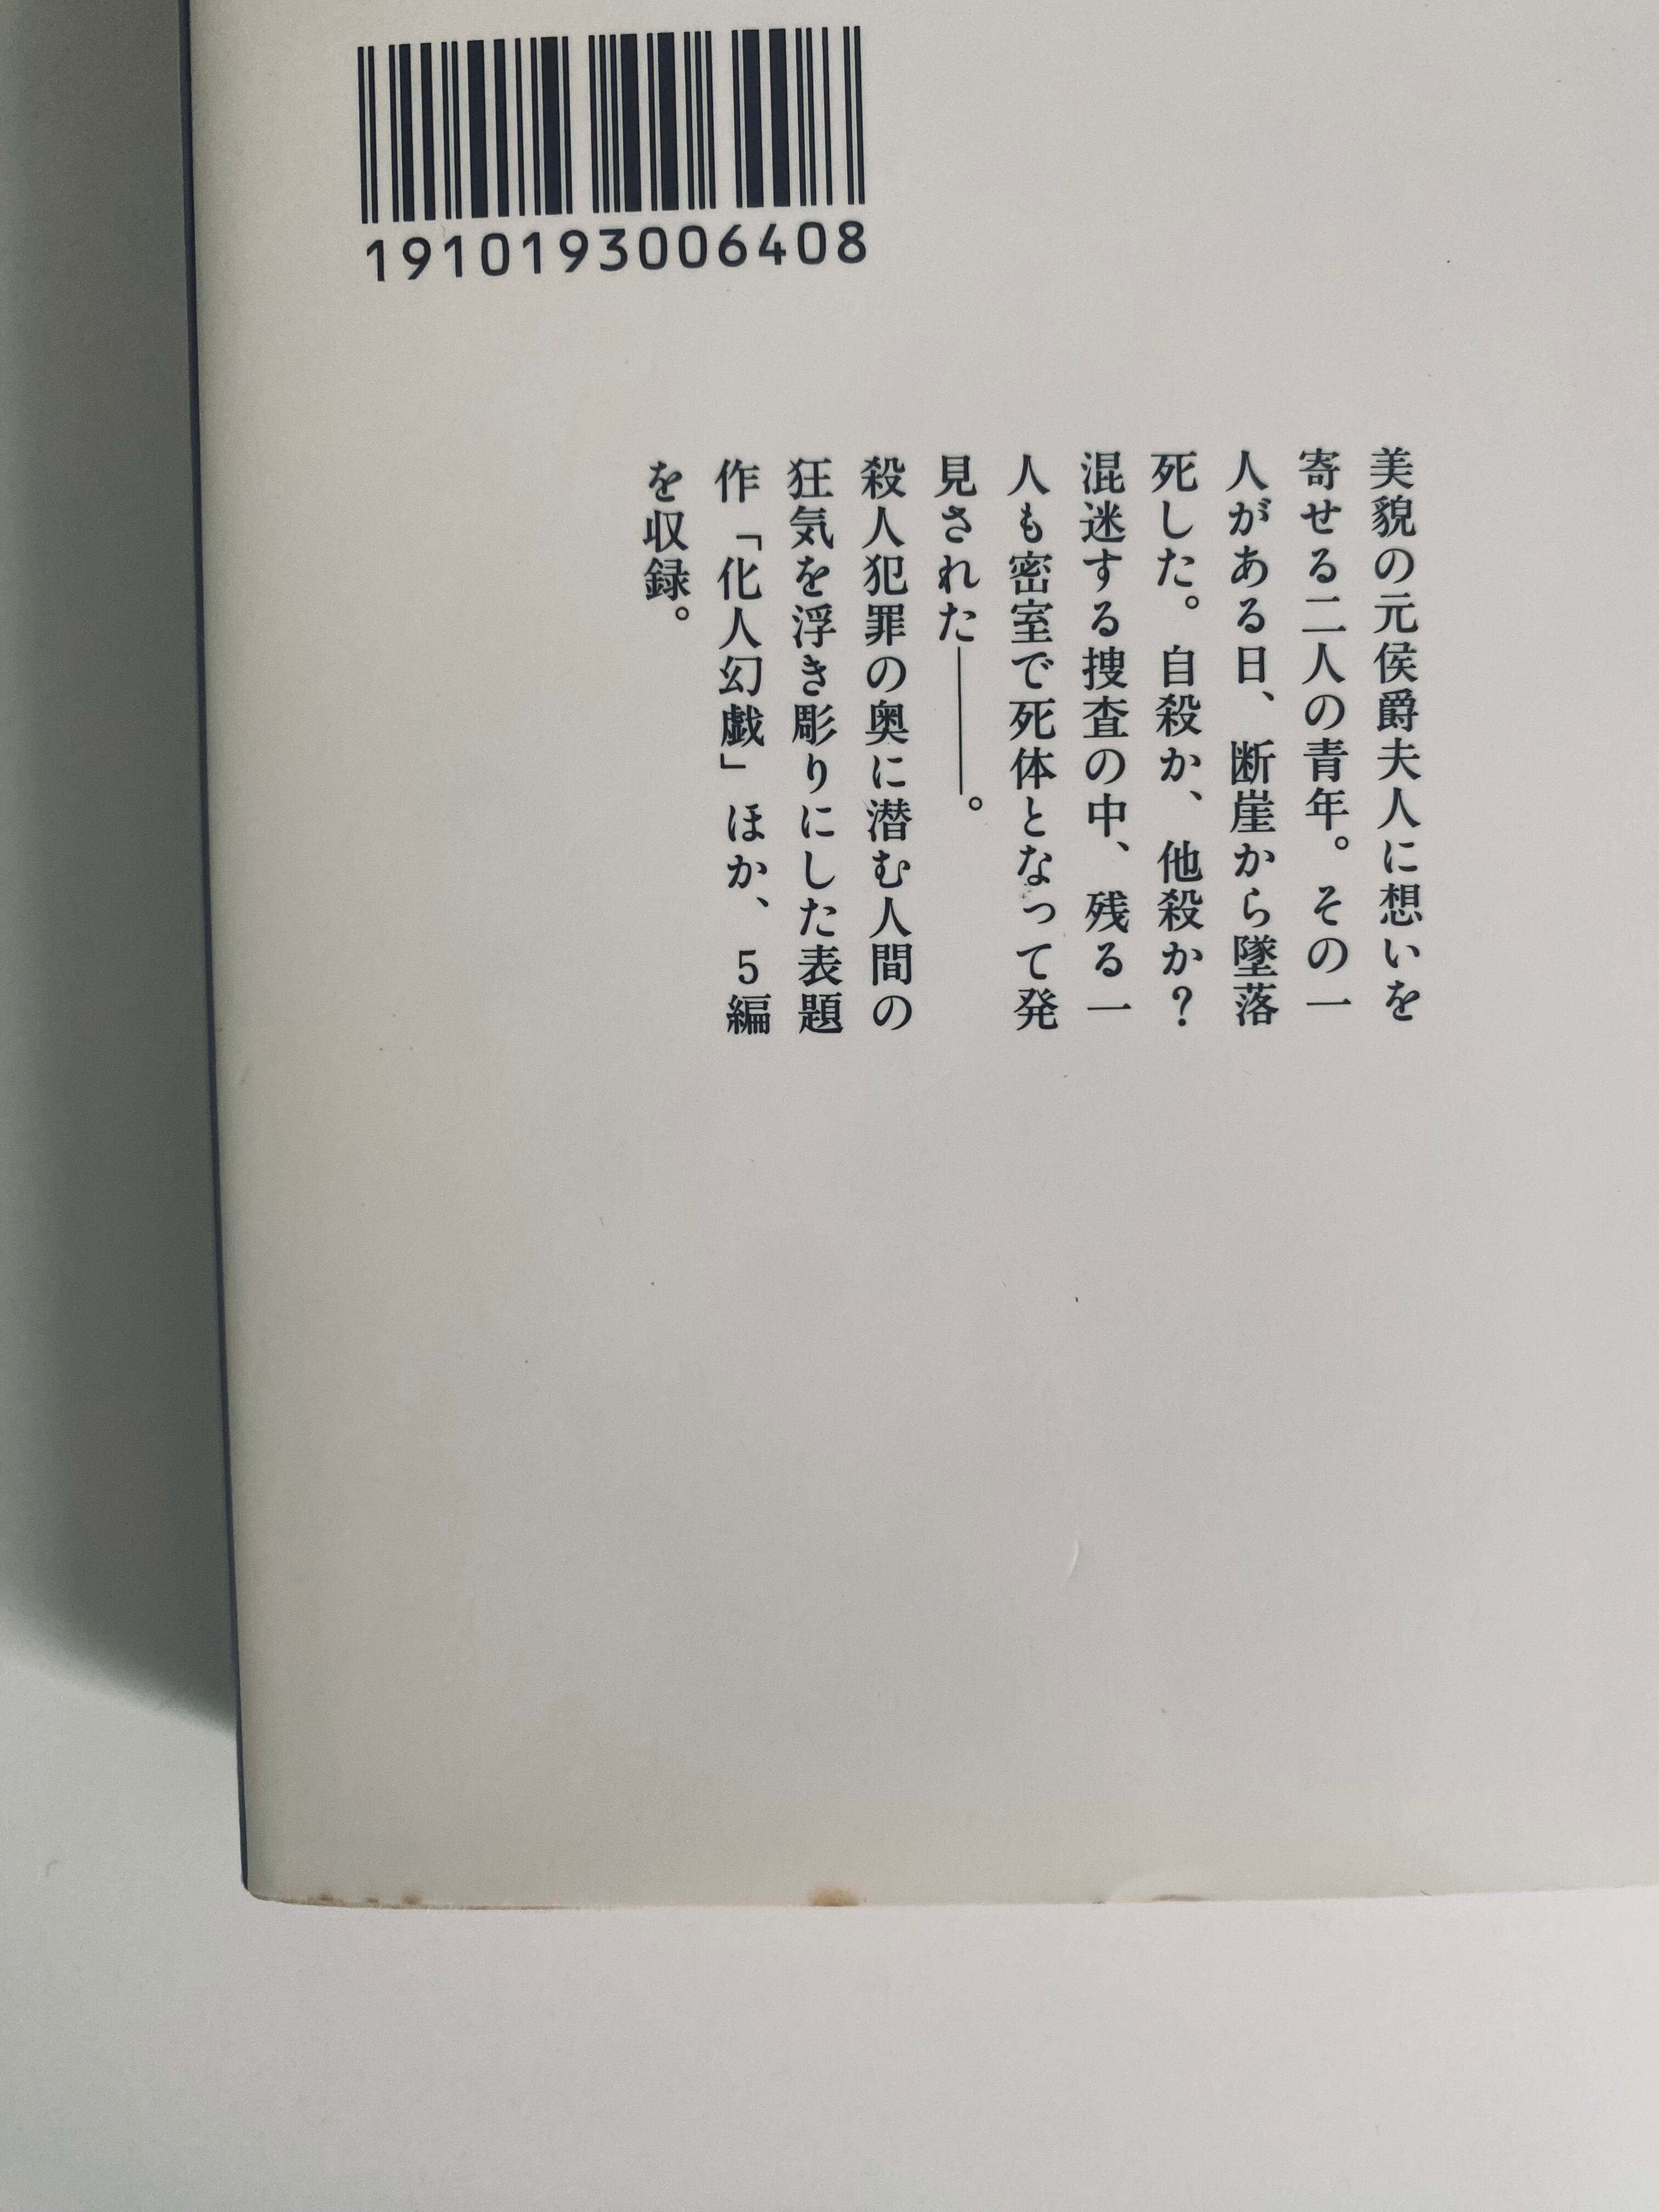 1910193006408
美貌の元侯爵夫人に想いを
寄せる二人の青年。その一
人がある日、断崖から墜落
死した。自殺か、他殺か？
混迷する捜査の中、残る一
人も密室で死体となって発
見された———。
殺人犯罪の奥に潜む人間の
狂気を浮き彫りにした表題
作「化人幻戯」ほか、5編
を収録。